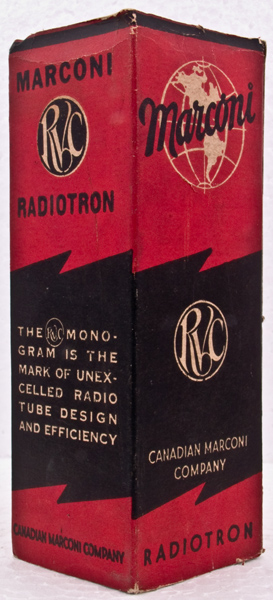 MARCONI
RVC
RADIOTRON
THE RVC MONO-
GRAM IS THE
MARK OF UNEX-
CELLED RADIO
TUBE DESIGN
AND EFFICIENCY
CANADIAN MARCONI COMPANY
Marconi
RVC
CANADIAN MARCONI
COMPANY
RADIOTRON